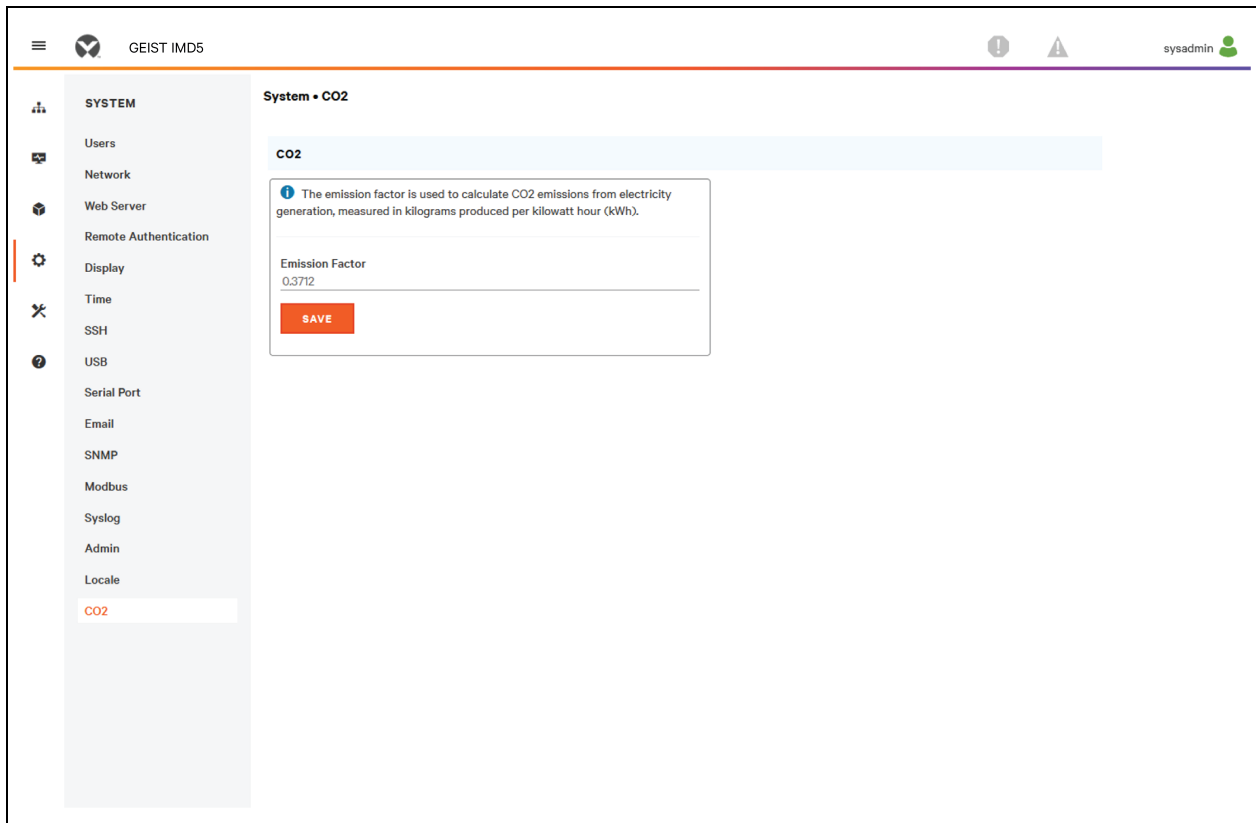 GEIST IMD5
sysadmin
SYSTEM
Users
Network
Web Server
Remote Authentication
Display
Time
SSH
USB
Serial Port
Email
SNMP
Modbus
Syslog
Admin
Locale
CO2
System • CO2
CO2
The emission factor is used to calculate CO2 emissions from electricity
generation, measured in kilograms produced per kilowatt hour (kWh).
Emission Factor
0.3712
SAVE